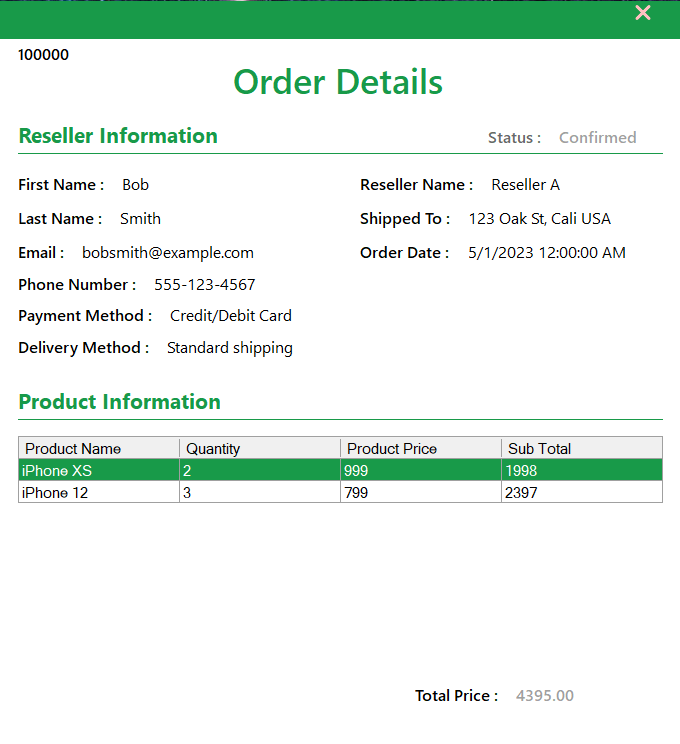 100000
Order Details
Reseller Information Status : Confirmed
First Name : Bob Reseller Name : Reseller A
Last Name : Smith Shipped To : 123 Oak St, Cali USA
Email : bobsmith@example.com Order Date : 5/1/2023 12:00:00 AM
Phone Number : 555-123-4567
Payment Method : Credit/Debit Card
Delivery Method : Standard shipping
Product Information
Product Name Quantity Product Price Sub Total
iPhone XS 2 999 1998
iPhone 12 3 799 2397
Total Price : 4395.00